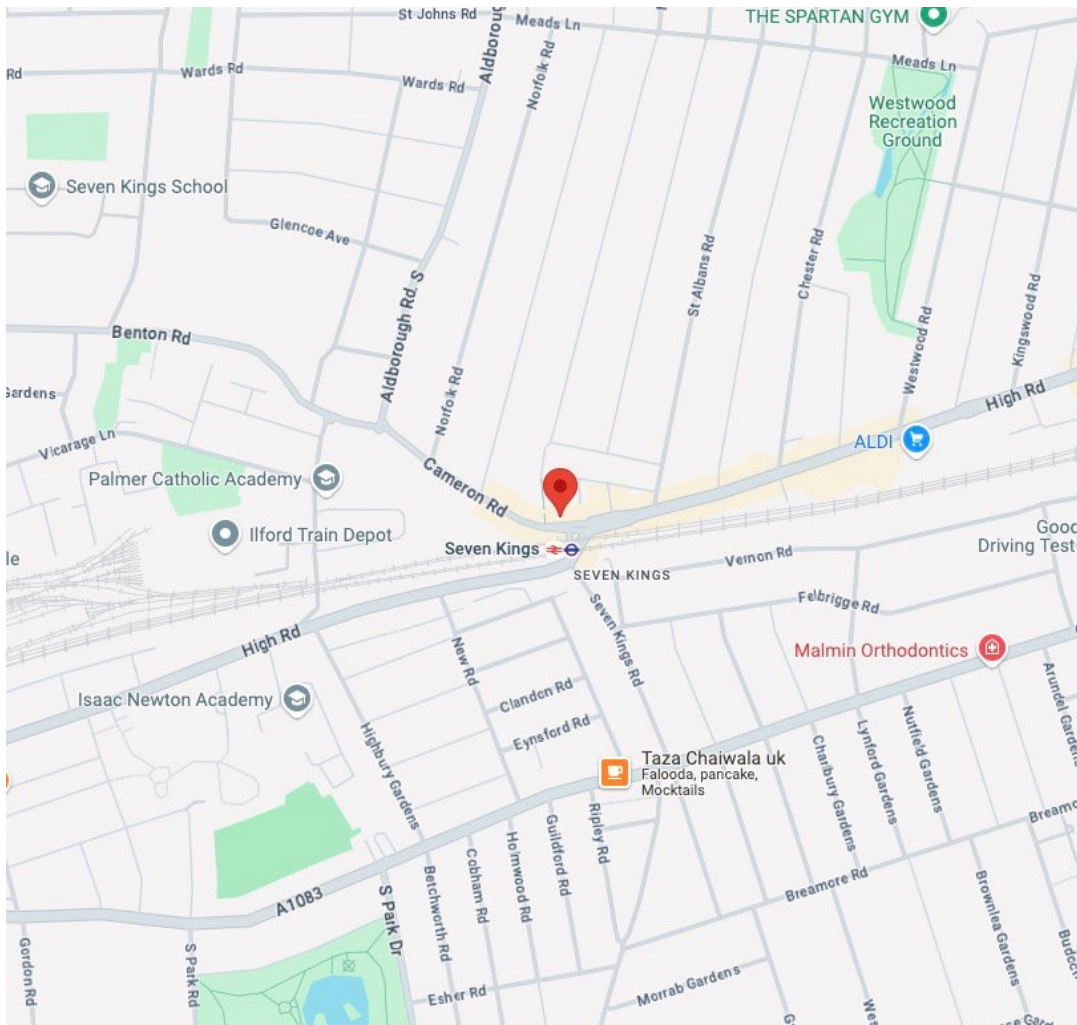 St Johns Rd
Meads Ln
THE SPARTAN GYM
Rd
Wards Rd
Wards Rd
Aldborough
Norfolk Rd
Meads Ln
Westwood
Recreation
Ground
Seven Kings School
Glencoe Ave
Aldborough Rd. S
St Albans Rd
Chester Rd
Westwood Rd
Kingswood Rd
Benton Rd
Gardens
Norfolk Rd
High Rd
Vicarage Ln
ALDI
Palmer Catholic Academy
Cameron Rd
Ilford Train Depot
Seven Kings
SEVEN KINGS
Vernon Rd
Good
Driving Test
le
Felbrigge Rd
Seven Kings Rd
High Rd
New Rd
Malmin Orthodontics
Isaac Newton Academy
Clandon Rd
Eynsford Rd
Arundel Gardens
Highbury Gardens
Charlbury Gardens
Lynford Gardens
Nutfield Gardens
Taza Chaiwala uk
Falooda, pancake,
Mocktails
Ripley Rd
Guildford Rd
Holmwood Rd
Cobham Rd
Betchworth Rd
A1083
S Park Dr
Breamore Rd
Breamo
Brownlea Gardens
Gordon Rd
S Park Rd
Esher Rd
Morrab Gardens